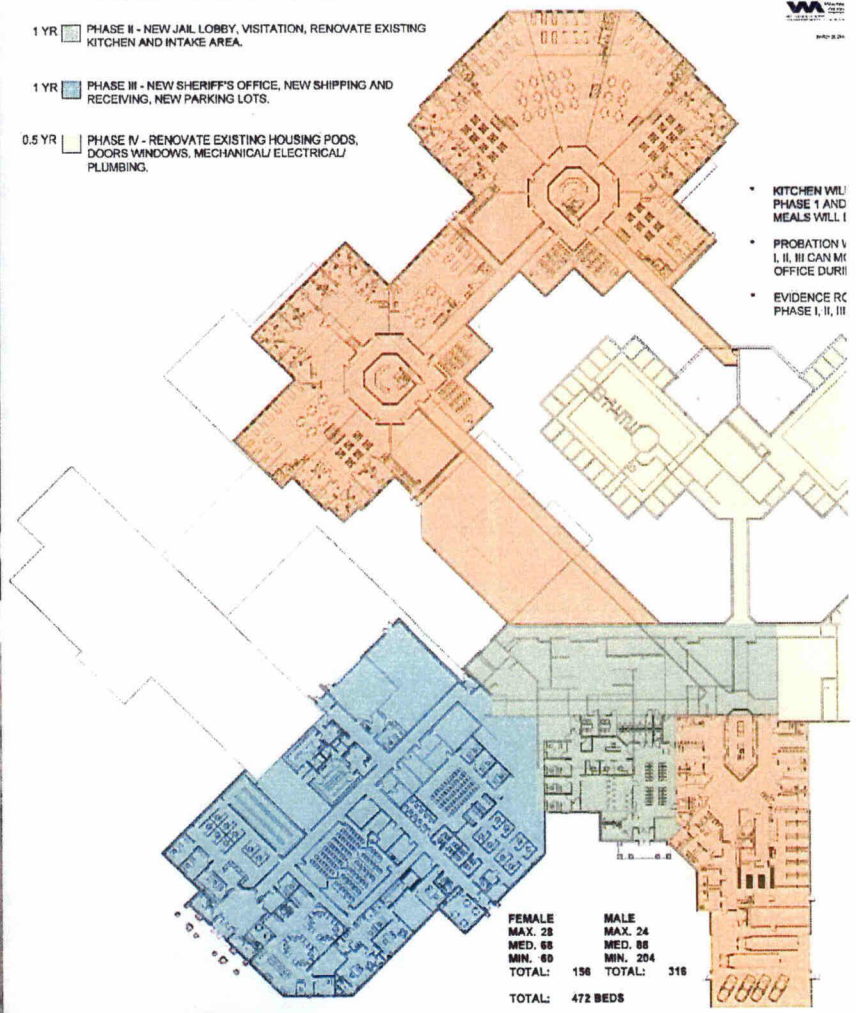 1 YR PHASE II - NEW JAIL LOBBY, VISITATION, RENOVATE EXISTING
KITCHEN AND INTAKE AREA.
1 YR PHASE III - NEW SHERIFF'S OFFICE, NEW SHIPPING AND
RECEIVING, NEW PARKING LOTS.
0.5 YR PHASE IV - RENOVATE EXISTING HOUSING PODS,
DOORS WINDOWS, MECHANICAL/ ELECTRICAL/
PLUMBING.
• KITCHEN WIL
PHASE 1 AND
MEALS WILL
• PROBATION
I, II, III CAN
OFFICE DURI
• EVIDENCE
PHASE I, II, III
FEMALE MALE
MAX. 28 MAX. 24
MED. 68 MED. 88
MIN. 60 MIN. 204
TOTAL: 156 TOTAL: 316
TOTAL: 472 BEDS